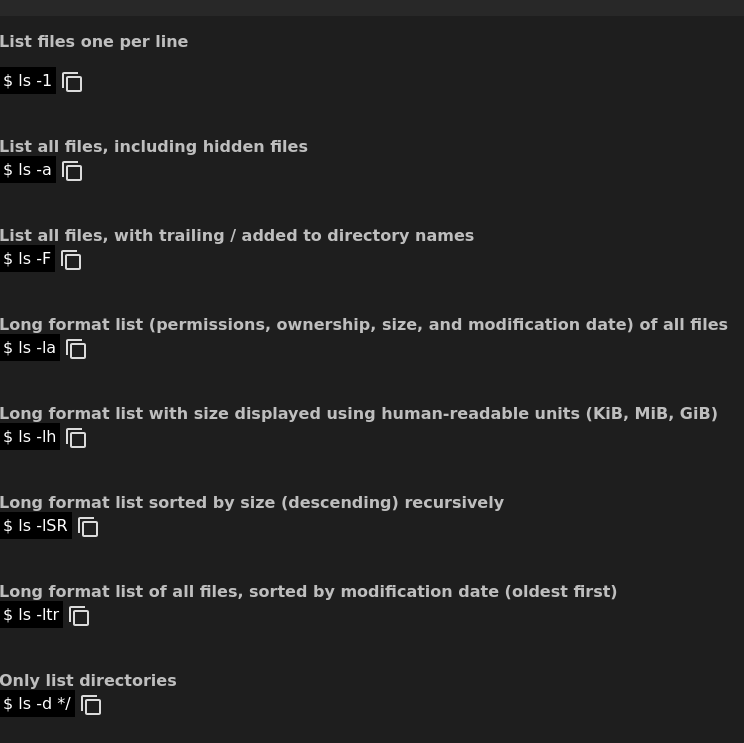 List files one per line
$ ls -1
List all files, including hidden files
$ ls -a
List all files, with trailing / added to directory names
$ ls -F
Long format list (permissions, ownership, size, and modification date) of all files
$ ls -la
Long format list with size displayed using human-readable units (KiB, MiB, GiB)
$ ls -lh
Long format list sorted by size (descending) recursively
$ ls -lSR
Long format list of all files, sorted by modification date (oldest first)
$ ls -ltr
Only list directories
$ ls -d */